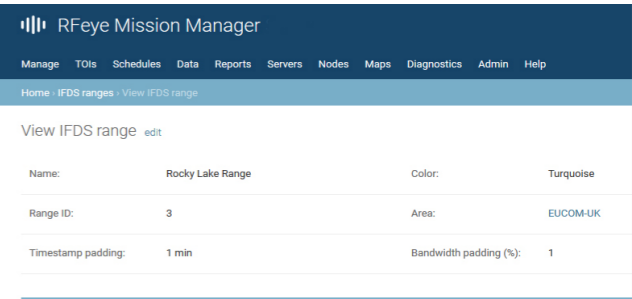 RFeye Mission Manager
Manage TOIs Schedules Data Reports Servers Nodes Maps Diagnostics Admin Help
Home › IFDS ranges › View IFDS range
View IFDS range edit
Name: Rocky Lake Range Color: Turquoise
Range ID: 3 Area: EUCOM-UK
Timestamp padding: 1 min Bandwidth padding (%): 1